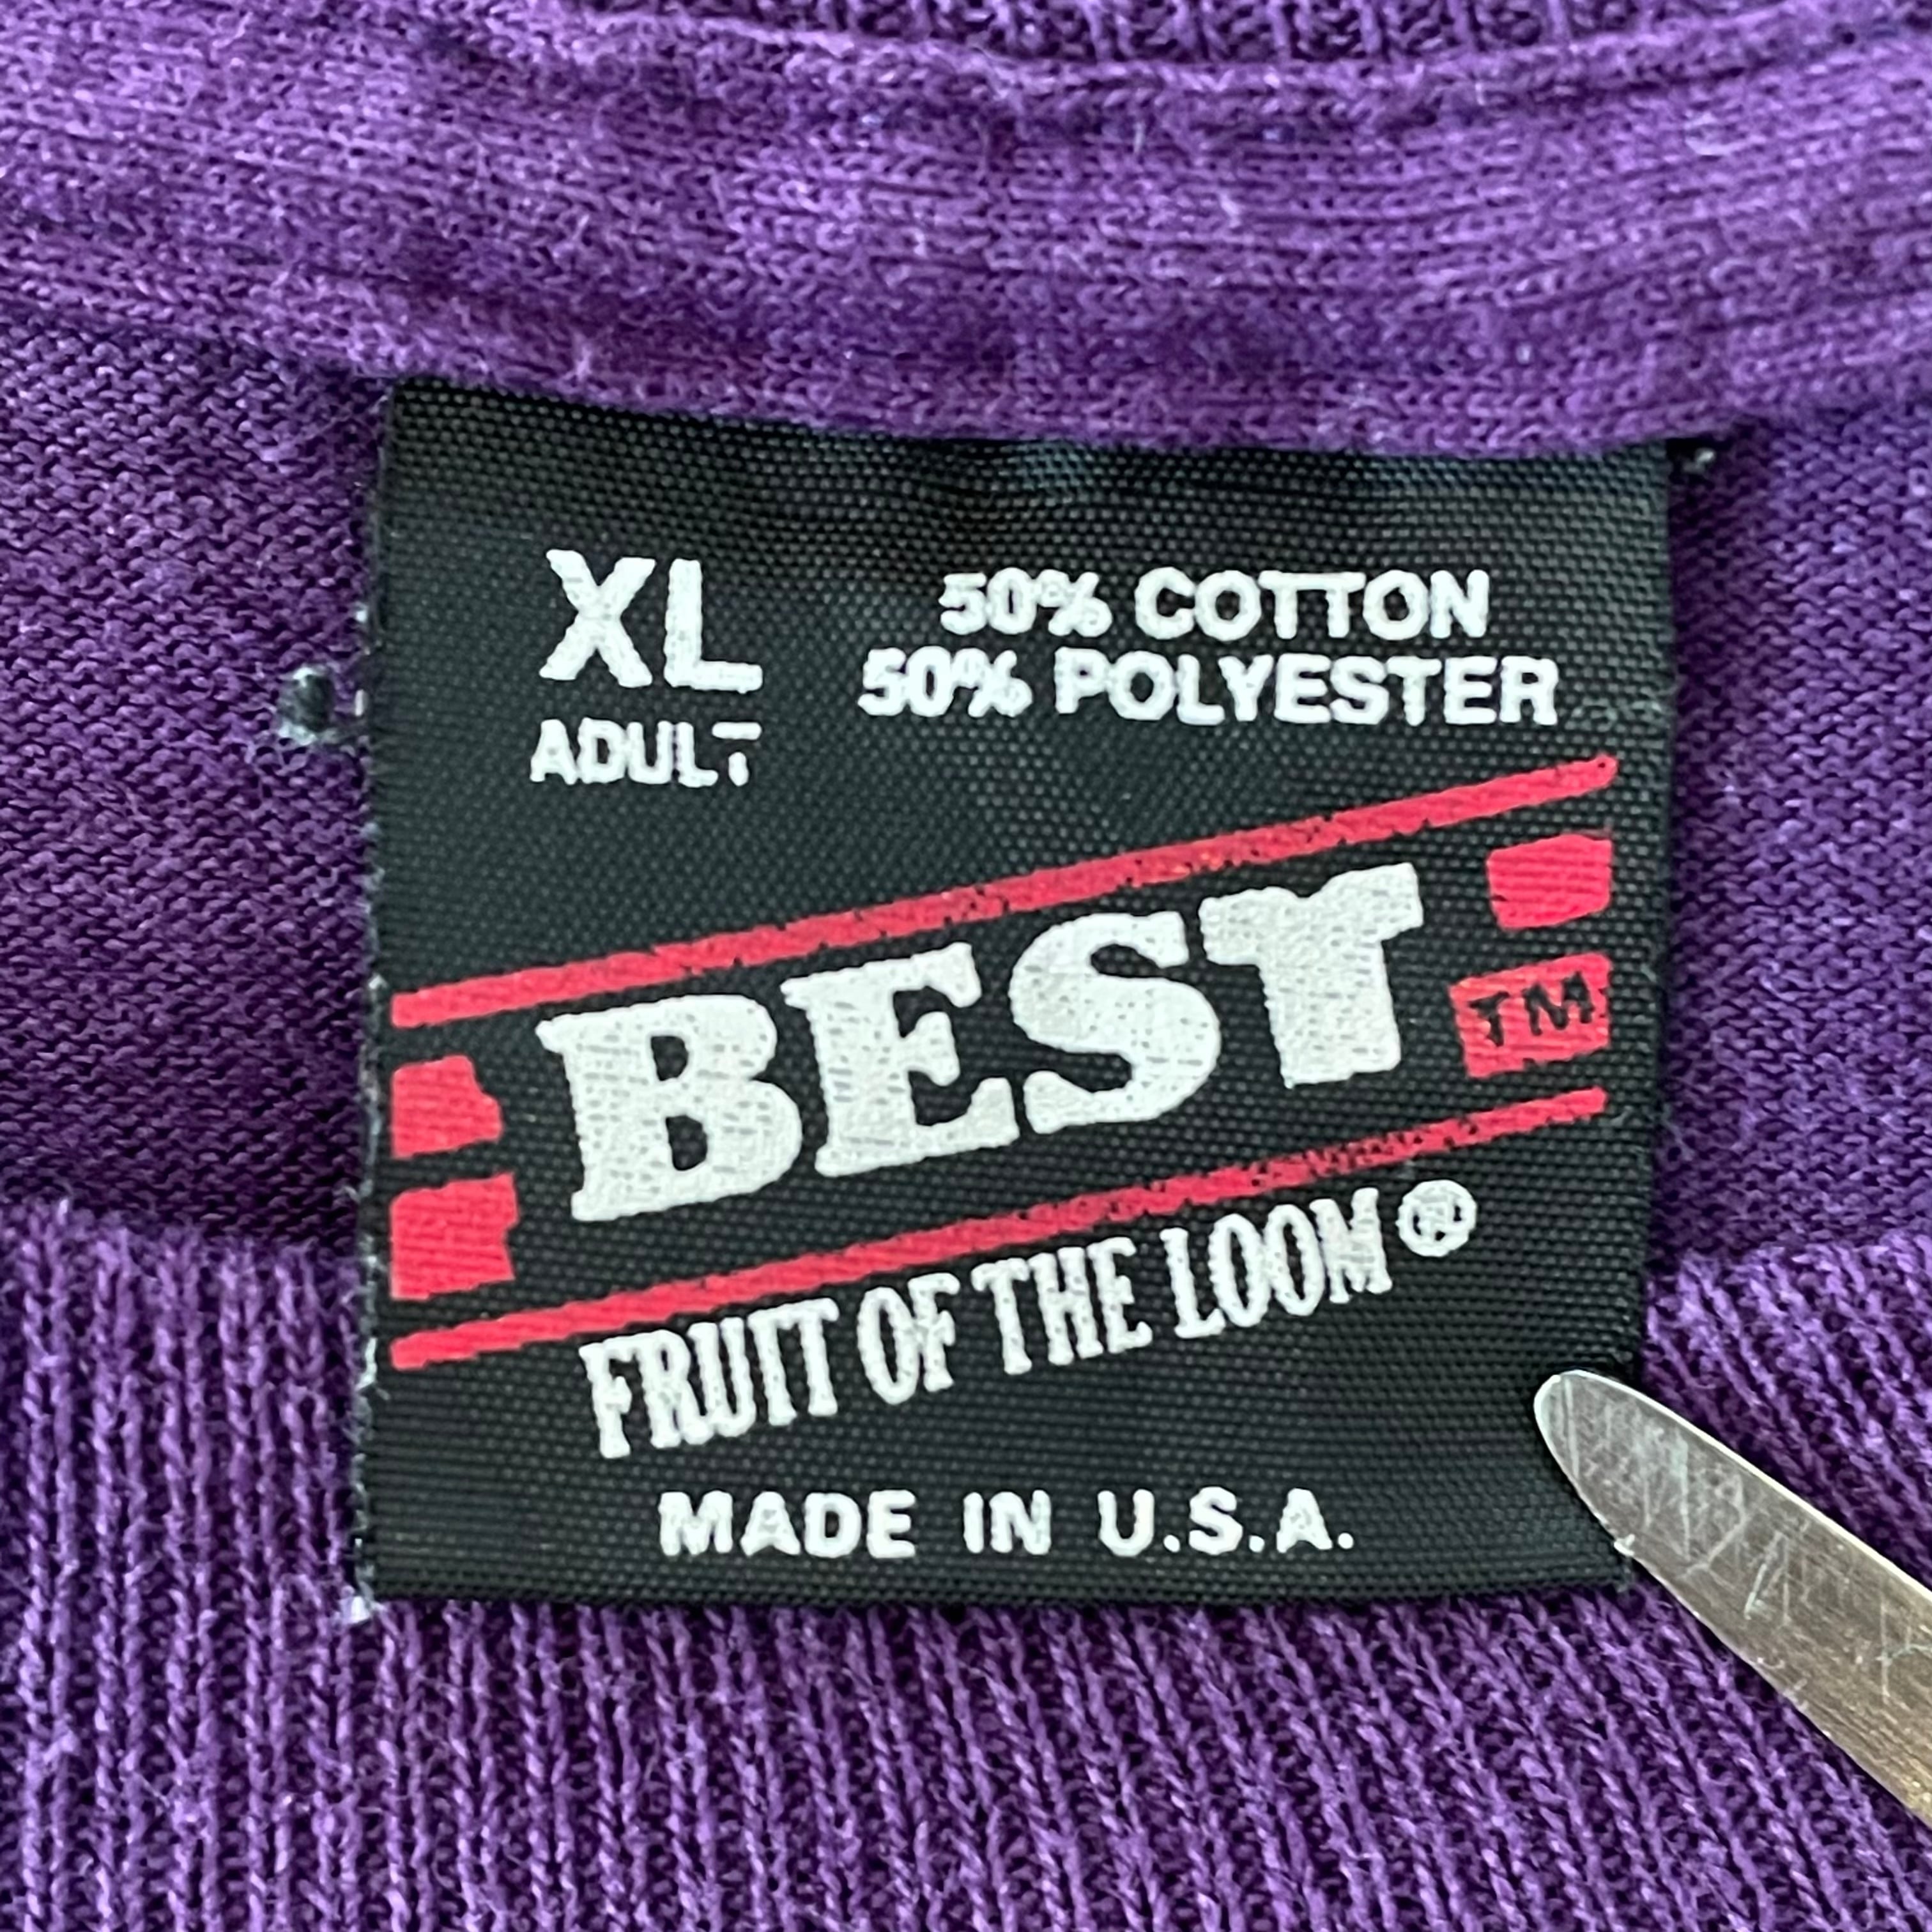 XL
ADULT
50% COTTON
50% POLYESTER
BEST
TM
FRUIT OF THE LOOM®
MADE IN U.S.A.